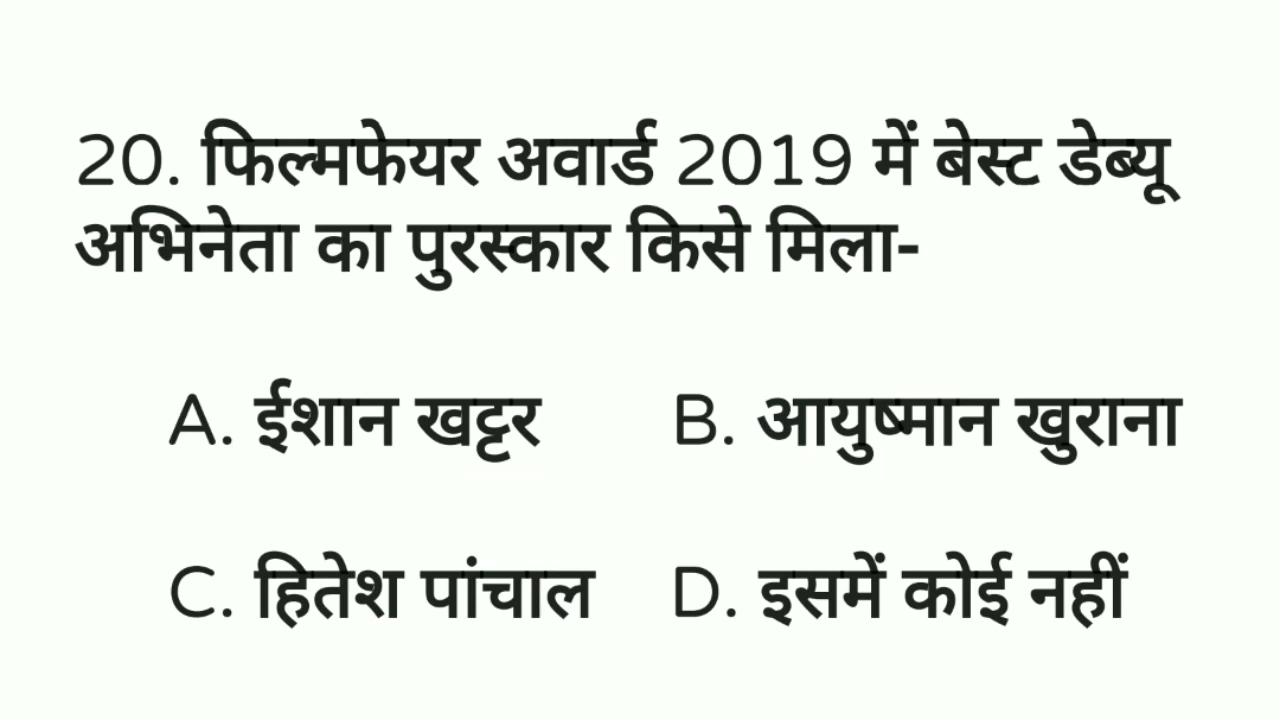 20. फिल्मफेयर अवार्ड 2019 में बेस्ट डेब्यू
अभिनेता का पुरस्कार किसे मिला-
A. ईशान खट्टर B. आयुष्मान खुराना
C. हितेश पांचाल D. इसमें कोई नहीं